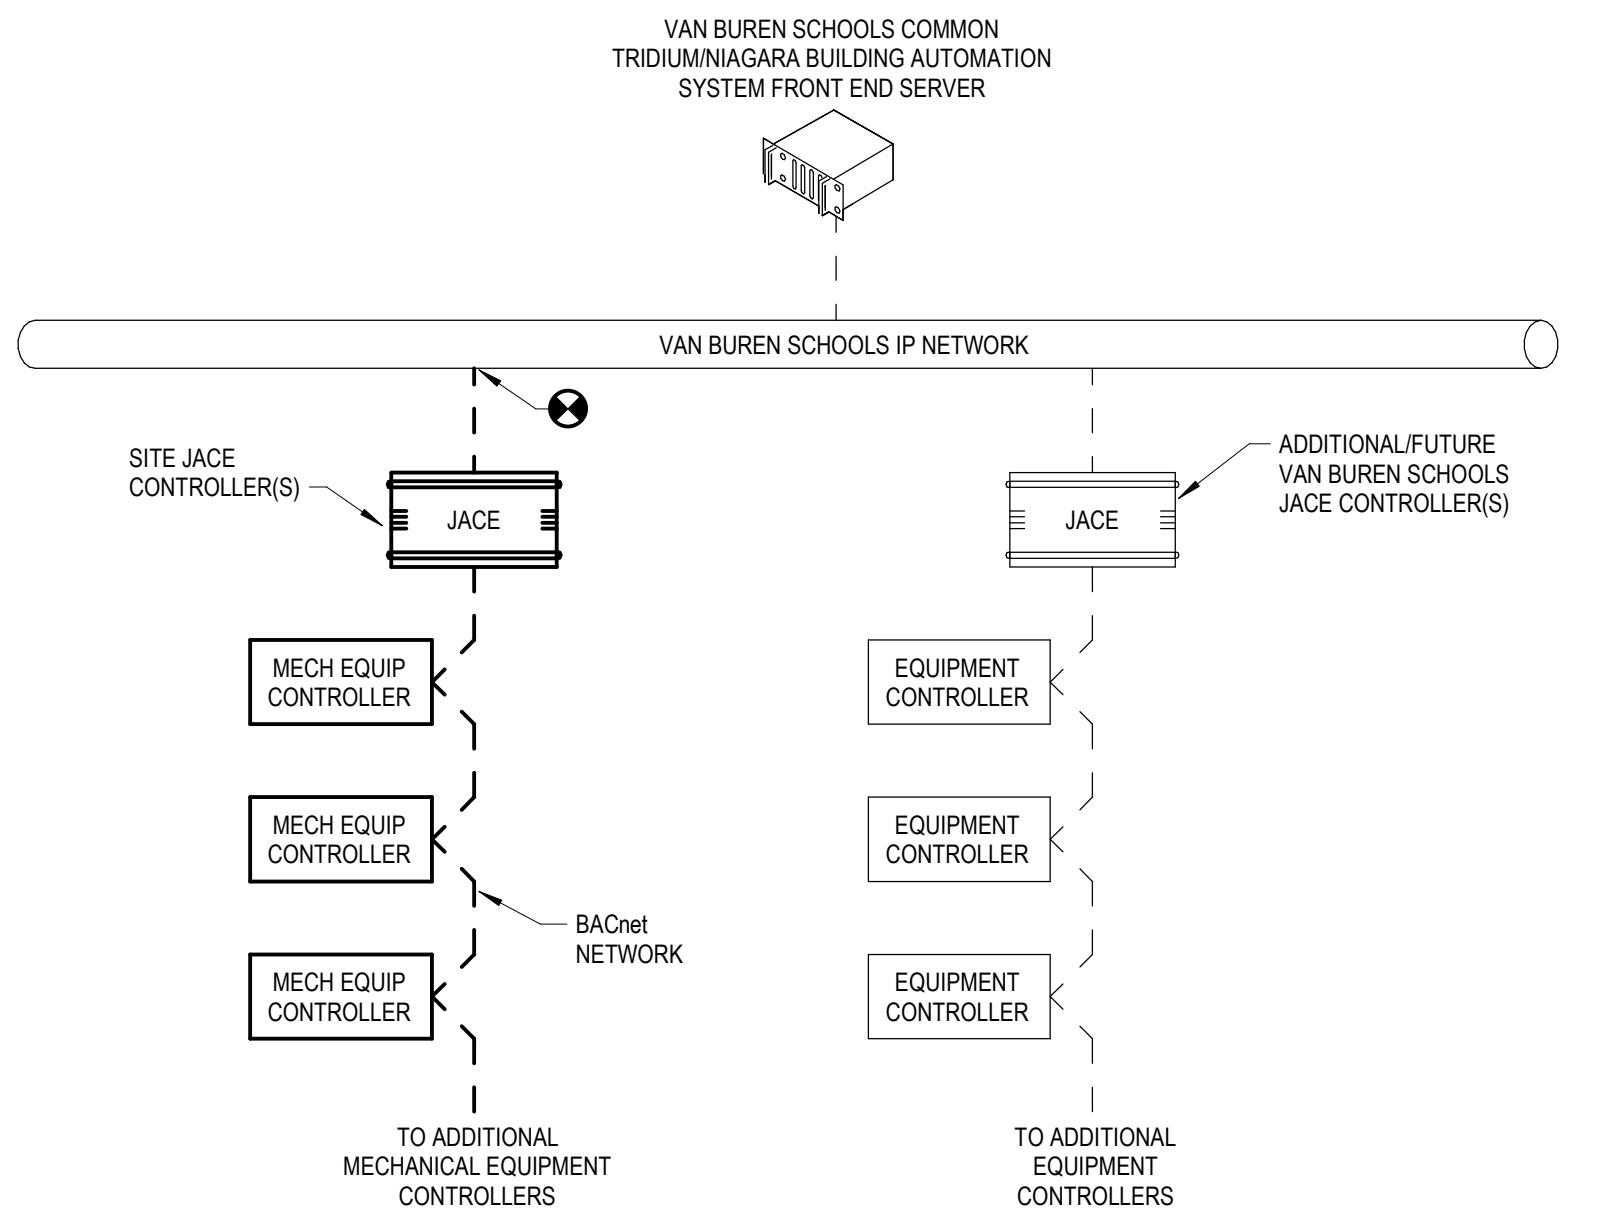 VAN BUREN SCHOOLS COMMON
TRIDIUM/NIAGARA BUILDING AUTOMATION
SYSTEM FRONT END SERVER
VAN BUREN SCHOOLS IP NETWORK
SITE JACE
CONTROLLER(S)
JACE
JACE
ADDITIONAL/FUTURE
VAN BUREN SCHOOLS
JACE CONTROLLER(S)
MECH EQUIP
CONTROLLER
EQUIPMENT
CONTROLLER
MECH EQUIP
CONTROLLER
EQUIPMENT
CONTROLLER
BACnet
NETWORK
MECH EQUIP
CONTROLLER
EQUIPMENT
CONTROLLER
TO ADDITIONAL
MECHANICAL EQUIPMENT
CONTROLLERS
TO ADDITIONAL
EQUIPMENT
CONTROLLERS